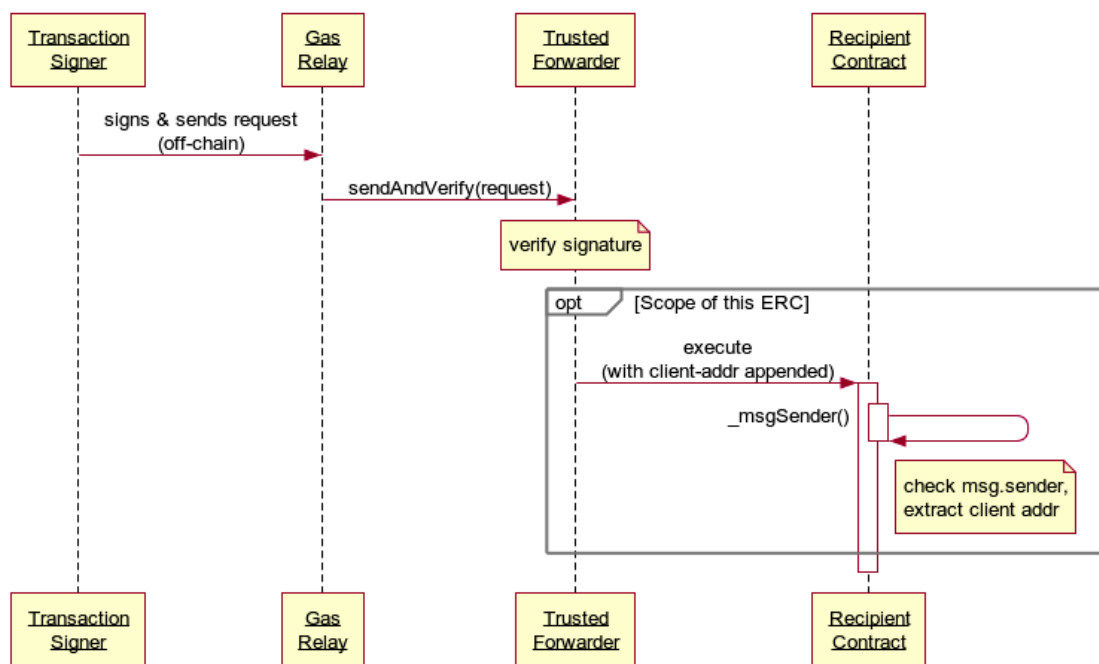 Transaction
Signer
Gas
Relay
Trusted
Forwarder
Recipient
Contract
signs & sends request
(off-chain)
sendAndVerify(request)
verify signature
opt
[Scope of this ERC]
execute
(with client-addr appended)
_msgSender()
check msg.sender,
extract client addr
Transaction
Signer
Gas
Relay
Trusted
Forwarder
Recipient
Contract